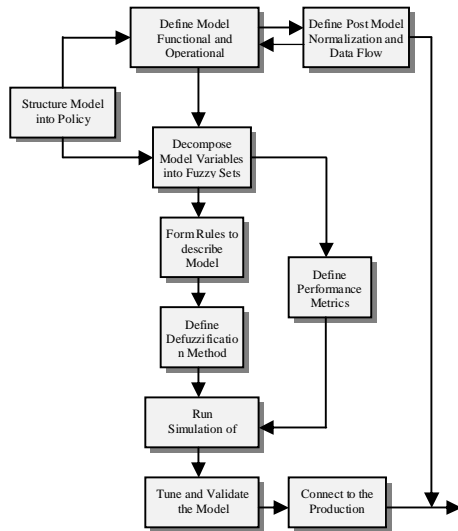 Define Model
Functional and
Operational
Define Post Model
Normalization and
Data Flow
Structure Model
into Policy
Decompose
Model Variables
into Fuzzy Sets
Form Rules to
describe Model
Define
Performance
Metrics
Define
Defuzzificatio
n Method
Run
Simulation of
Tune and Validate
the Model
Connect to the
Production